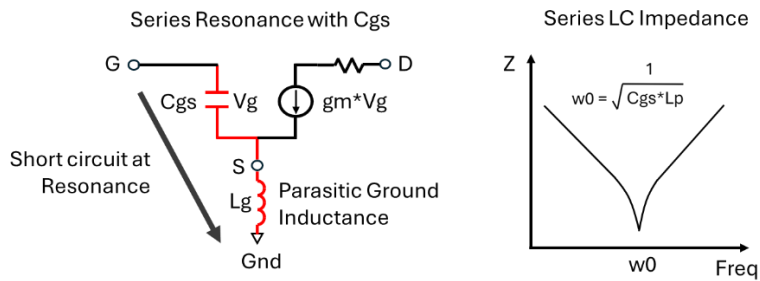 Series Resonance with Cgs
G
D
Cgs
Vg
gm*Vg
Short circuit at
Resonance
S
Lg
Parasitic Ground
Inductance
Gnd
Series LC Impedance
Z
w0 = √
1
Cgs*Lp
w0
Freq